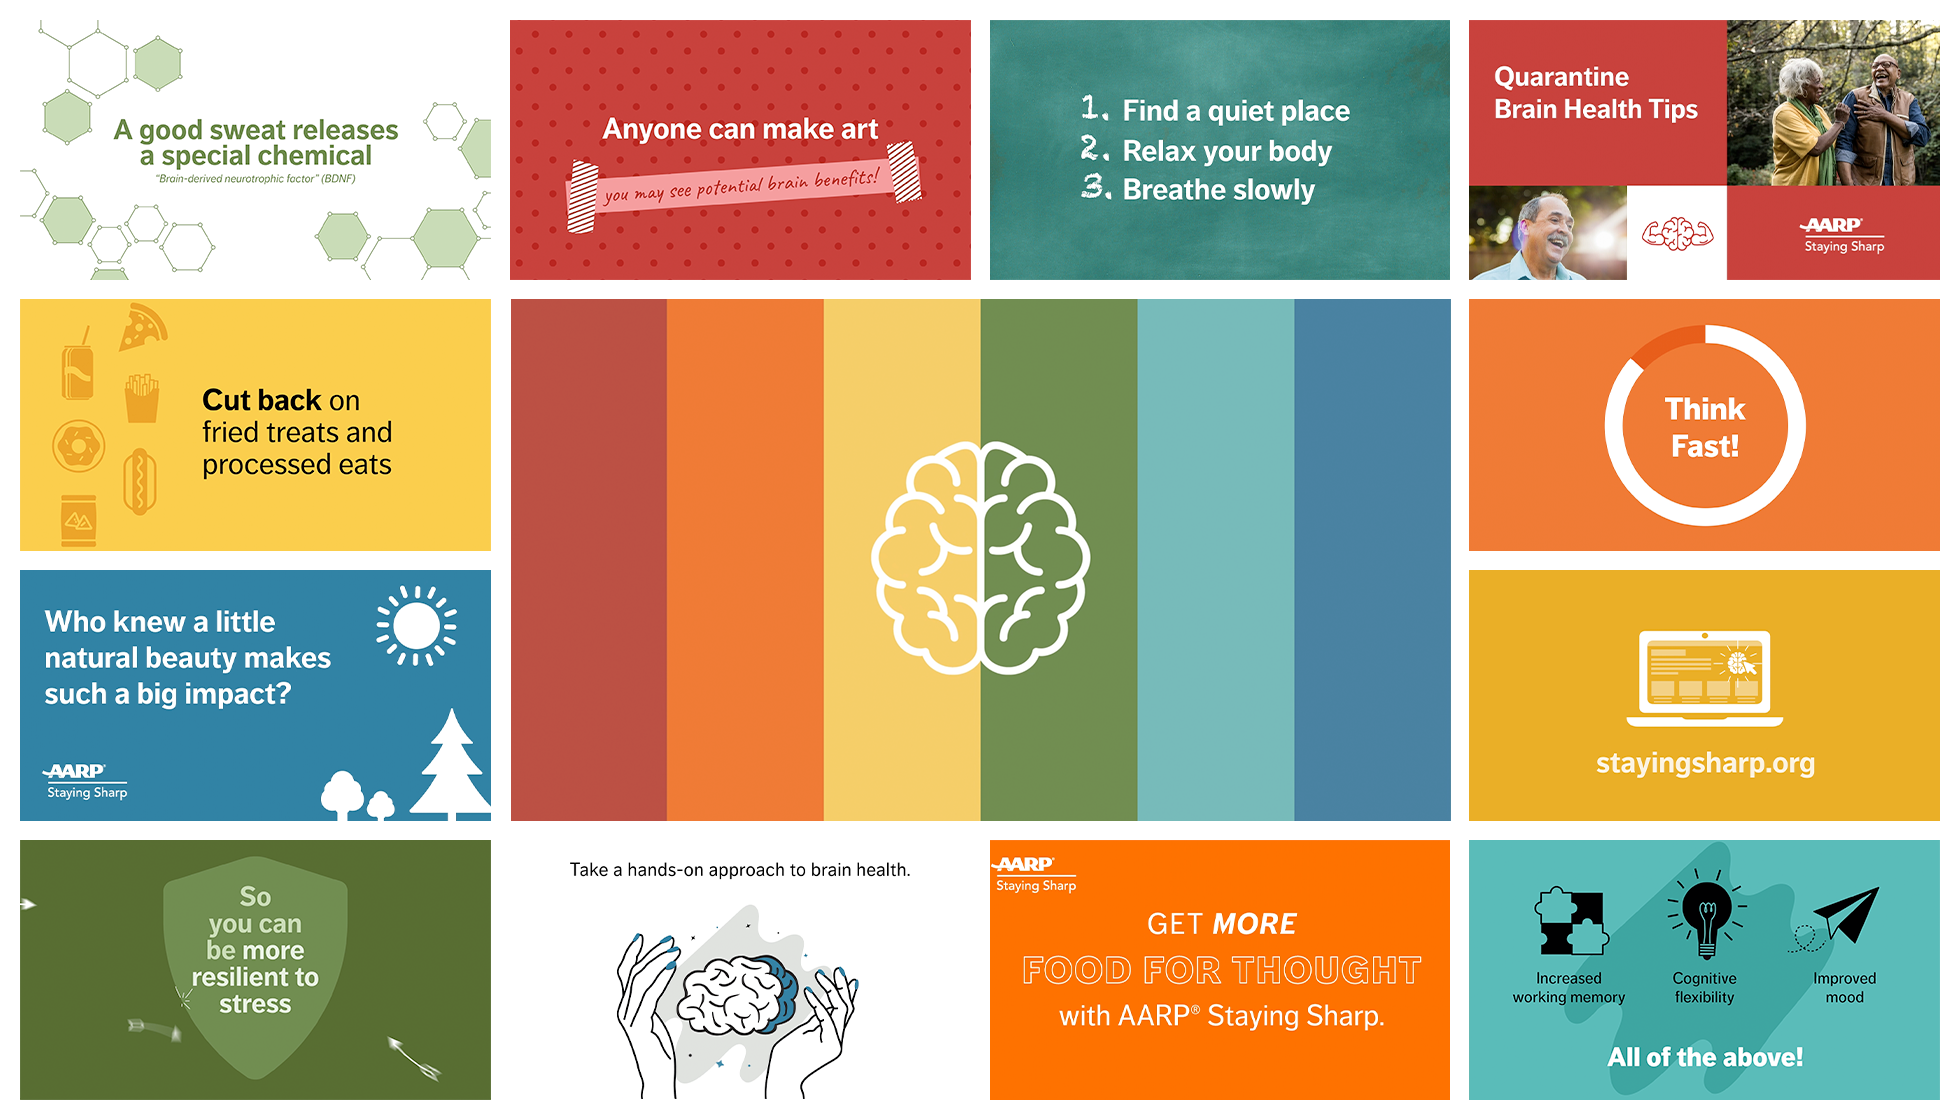 A good sweat releases
a special chemical
"Brain-derived neurotrophic factor" (BDNF)
Anyone can make art
you may see potential brain benefits!
1. Find a quiet place
2. Relax your body
3. Breathe slowly
Quarantine
Brain Health Tips
AARP®
Staying Sharp
Cut back on
fried treats and
processed eats
Think
Fast!
Who knew a little
natural beauty makes
such a big impact?
AARP®
Staying Sharp
stayingsharp.org
So
you can
be more
resilient to
stress
Take a hands-on approach to brain health.
AARP®
Staying Sharp
GET MORE
FOOD FOR THOUGHT
with AARP® Staying Sharp.
Increased
working memory
Cognitive
flexibility
Improved
mood
All of the above!